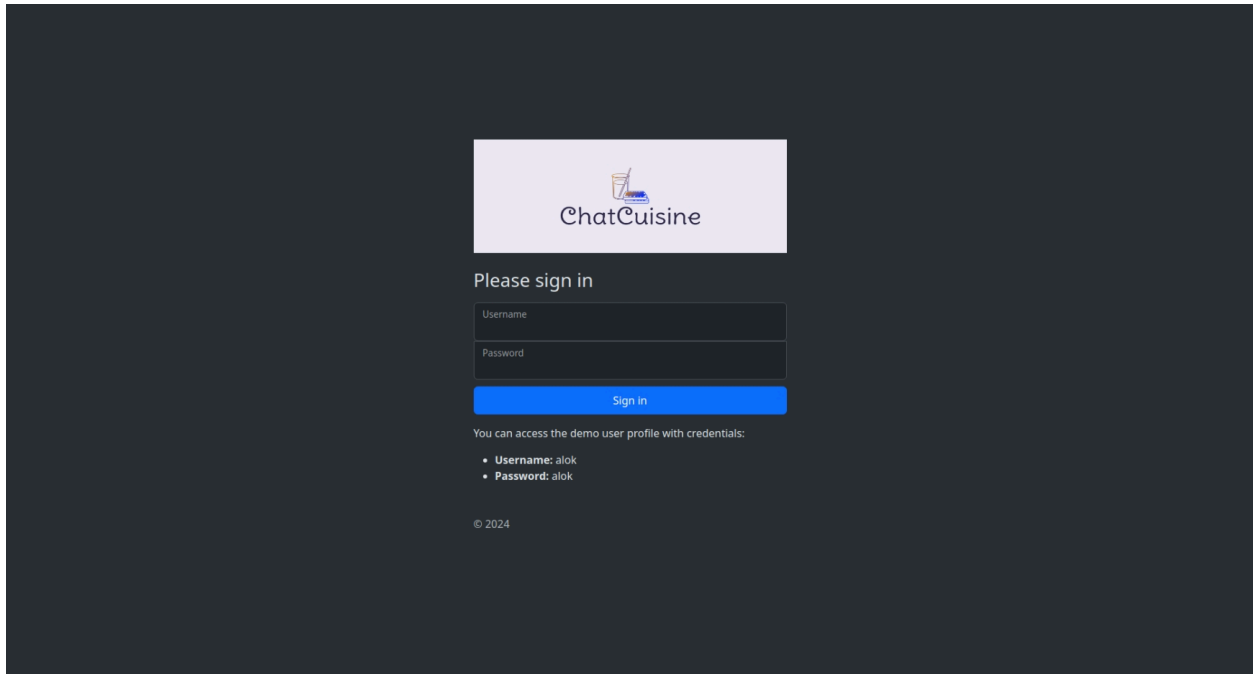 ChatCuisine
Please sign in
Username
Password
Sign in
You can access the demo user profile with credentials:
• Username: alok
• Password: alok
© 2024